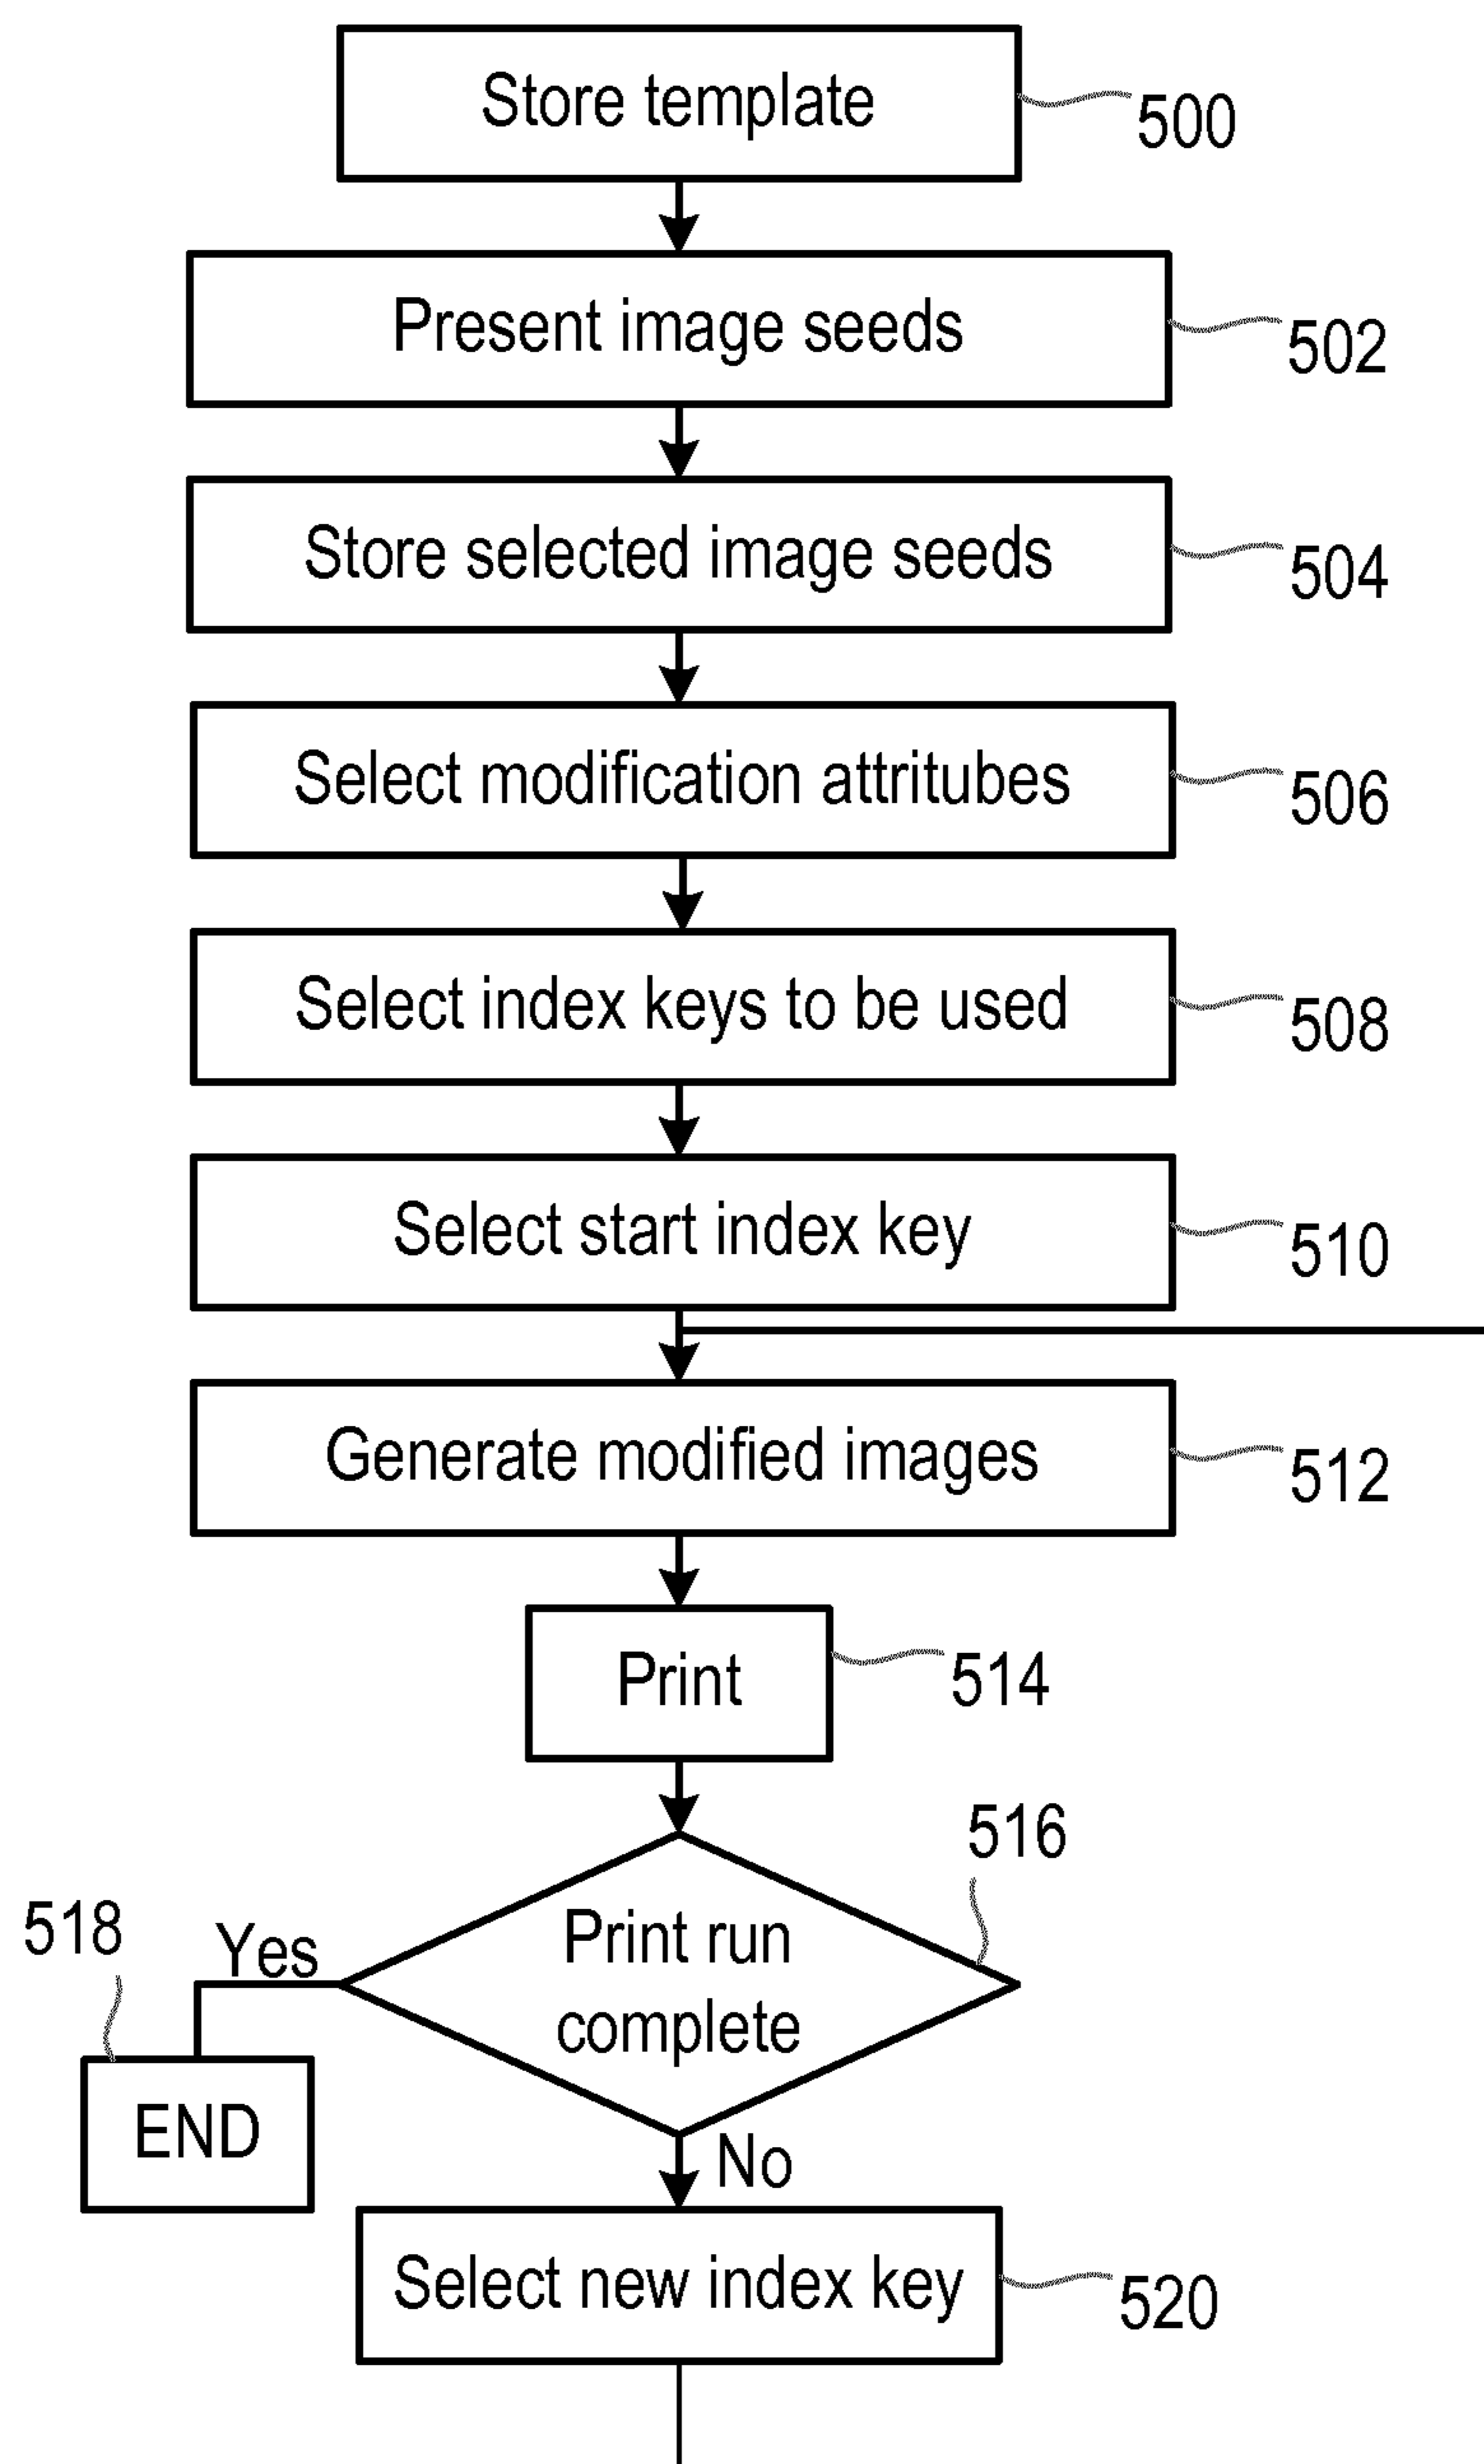 Store template
500
Present image seeds
502
Store selected image seeds
504
Select modification attritubes
506
Select index keys to be used
508
Select start index key
510
Generate modified images
512
Print
514
516
Print run
complete
518
Yes
END
No
Select new index key
520